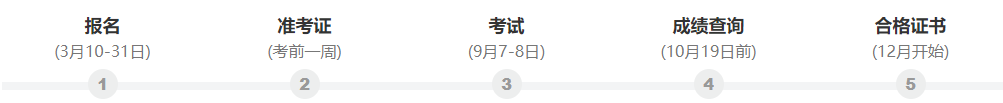 报名 准考证 考试 成绩查询 合格证书
(3月10-31日) (考前一周) (9月7-8日) (10月19日前) (12月开始)
1 2 3 4 5